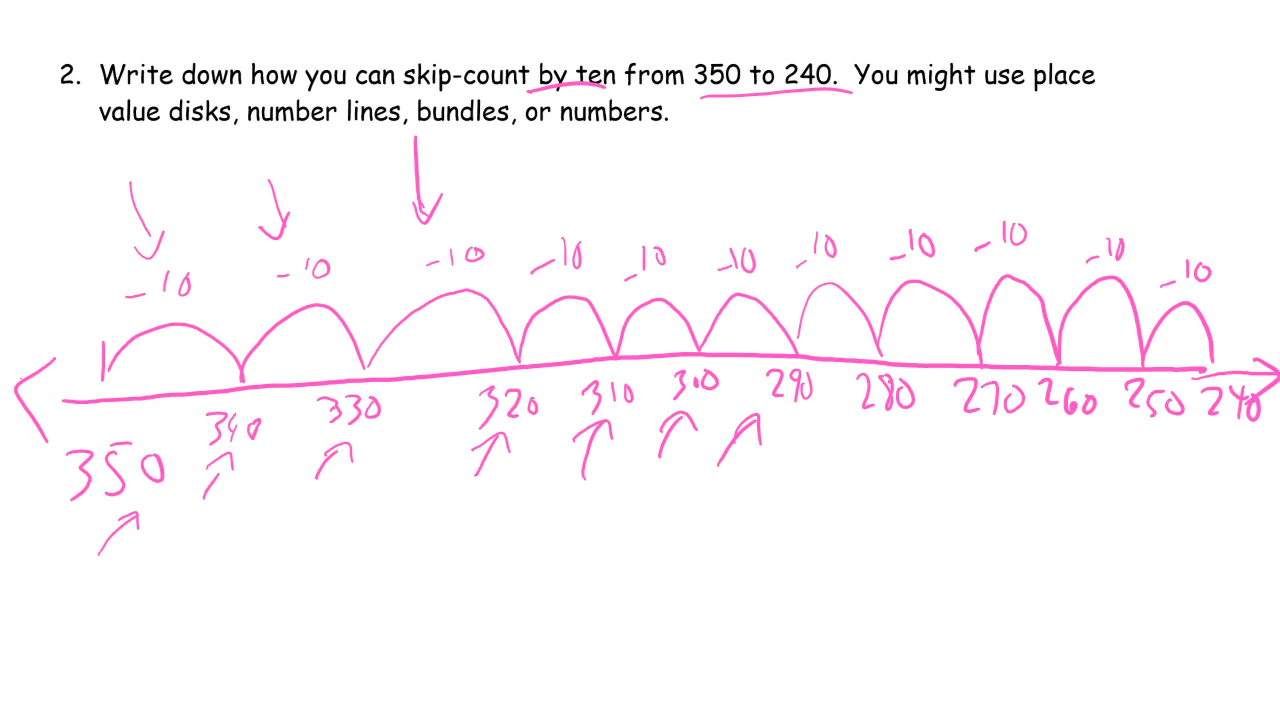 2. Write down how you can skip-count by ten from 350 to 240. You might use place
value disks, number lines, bundles, or numbers.
-10 -10 -10 -10 -10 -10 -10 -10 -10 -10 -10
350 340 330 320 310 300 290 280 270 260 250 240